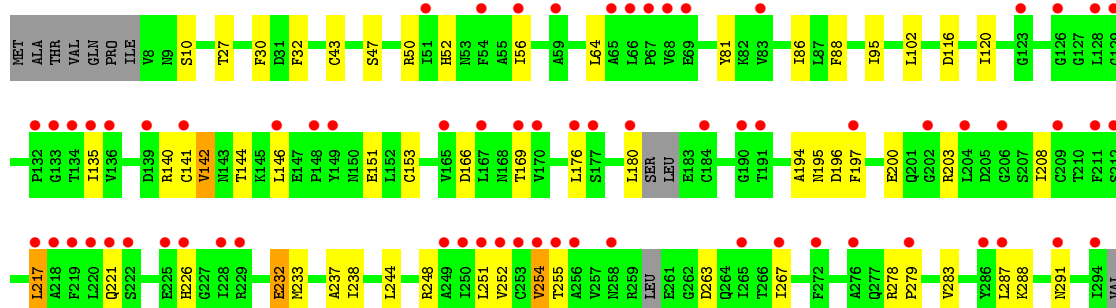 MET ALA THR VAL GLN PRO ILE V8 N9 S10 T27 F30 D31 F32 C43 S47 R50 I51 H52 N53 F54 A55 I56 A59 L64 A65 L66 P67 V68 E69 Y81 K82 V83 I86 L87 F88 I95 L102 D116 I120 G123 G126 G127 L128 G129
P132 G133 T134 I135 V136 D139 R140 C141 V142 N143 T144 K145 L146 E147 P148 Y149 N150 E151 L152 C153 V165 D166 L167 N168 T169 V170 L176 S177 L180 SER LEU E183 C184 G190 T191 A194 N195 D196 F197 E200 Q201 G202 R203 L204 D205 G206 S207 I208 C209 T210 F211 S212
L217 A218 F219 L220 Q221 S222 E225 H226 G227 I228 R229 E232 M233 A237 I238 L244 R248 A249 I250 L251 V252 C253 V254 T255 A256 V257 N258 R259 LEU E261 G262 D263 Q264 I265 T266 I267 F272 A276 Q277 R278 P279 V283 Y286 L287 K288 N291 I294